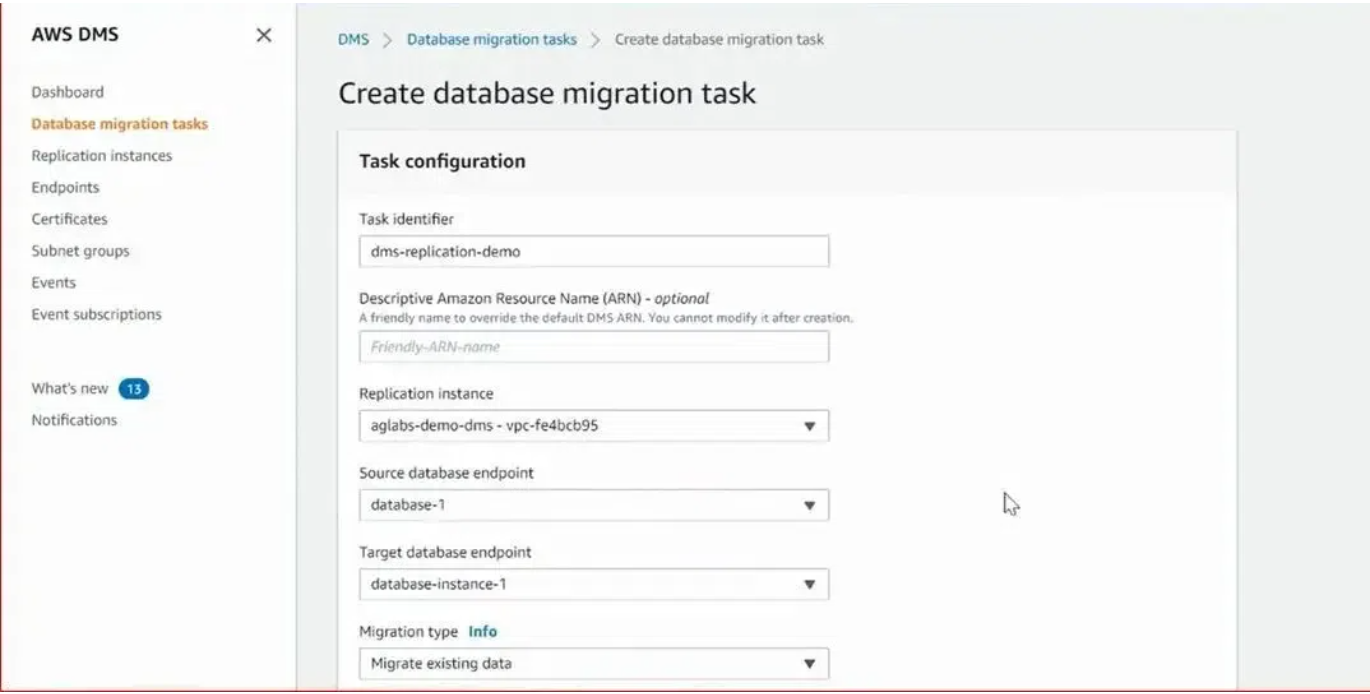 AWS DMS
Dashboard
Database migration tasks
Replication instances
Endpoints
Certificates
Subnet groups
Events
Event subscriptions
What's new 13
Notifications
DMS > Database migration tasks > Create database migration task
Create database migration task
Task configuration
Task identifier
dms-replication-demo
Descriptive Amazon Resource Name (ARN) - optional
A friendly name to override the default DMS ARN. You cannot modify it after creation.
Friendly-ARN-name
Replication instance
aglabs-demo-dms - vpc-fe4bcb95
Source database endpoint
database-1
Target database endpoint
database-instance-1
Migration type Info
Migrate existing data